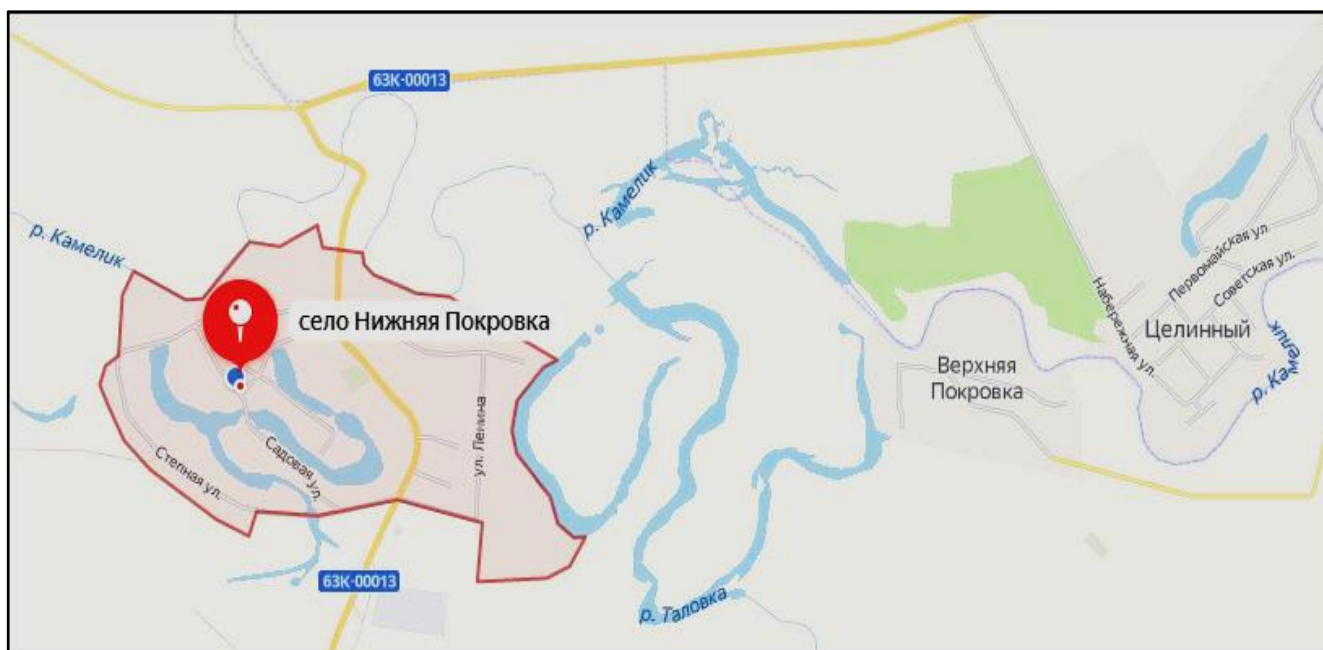 63К-00013
р. Камелик
р. Камелик
село Нижняя Покровка
Первомайская ул
Советская ул.
Набережная ул.
Целинный
р. Камелик
Верхняя
Покровка
ул. Ленина
Садовая ул.
Степная ул.
63К-00013
р. Таловка